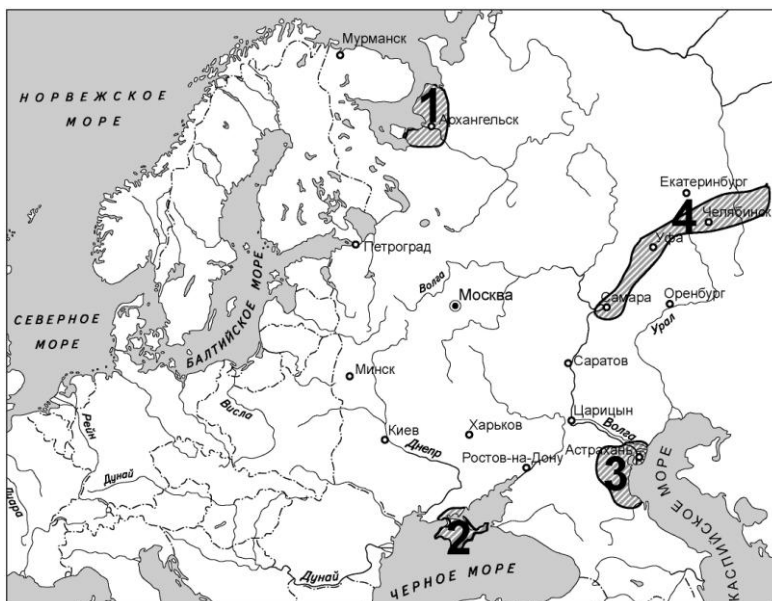 Мурманск
НОРВЕЖСКОЕ
МОРЕ
1
Архангельск
Екатеринбург
4
Челябинск
Уфа
Петроград
БАЛТИЙСКОЕ МОРЕ
Волга
Москва
Самара
Оренбург
Урал
СЕВЕРНОЕ
МОРЕ
Минск
Саратов
Рейн
Висла
Царицын
Волга
Киев
Днепр
Харьков
Ростов-на-Дону
Астрахань
3
Дунай
Луара
2
Дунай
ЧЕРНОЕ МОРЕ
КАСПИЙСКОЕ МОРЕ